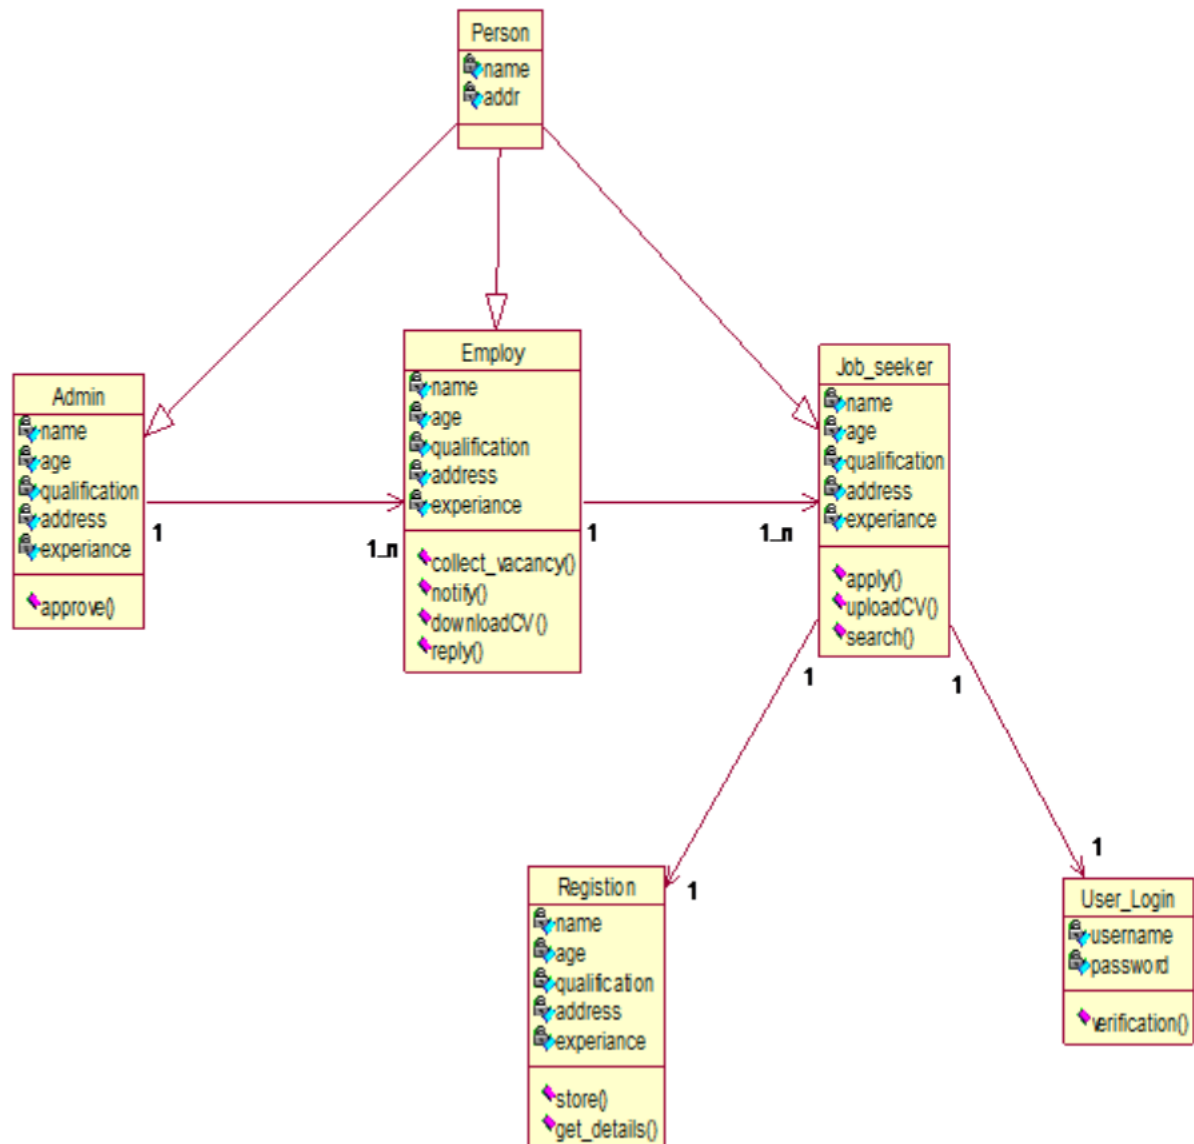 Person
name
addr
Employ
name
age
qualification
address
experiance
collect_vacancy()
notify()
downloadCV()
reply()
Job_seeker
name
age
qualification
address
experiance
apply()
uploadCV()
search()
Admin
name
age
qualification
address
experiance
approve()
1
1..n
1
1..n
1
1
1
1
Registion
name
age
qualification
address
experiance
store()
get_details()
User_Login
username
password
verification()